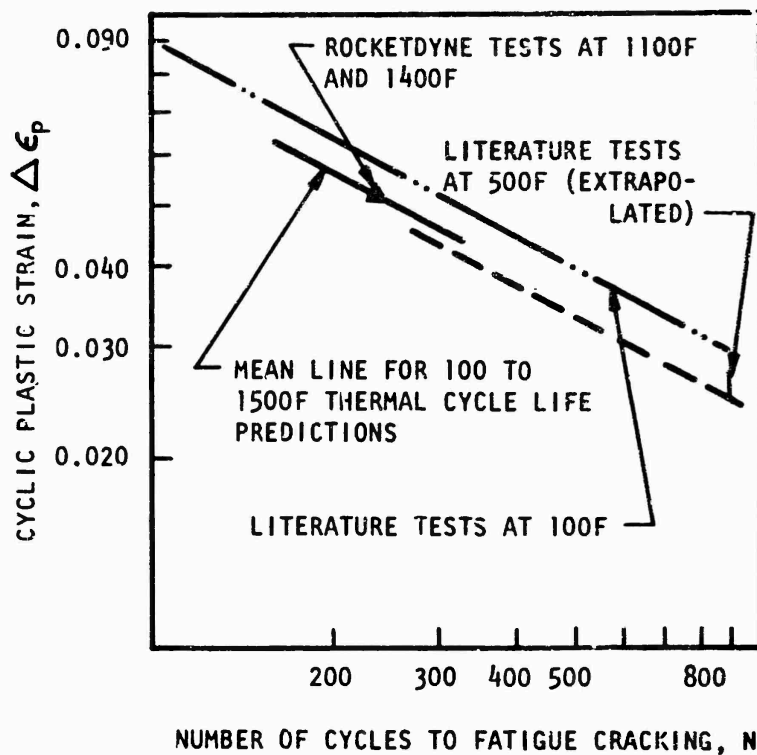 0.090
0.040
0.030
0.020
CYCLIC PLASTIC STRAIN, Δϵp
ROCKETDYNE TESTS AT 1100F
AND 1400F
LITERATURE TESTS
AT 500F (EXTRAPO-
LATED)
MEAN LINE FOR 100 TO
1500F THERMAL CYCLE LIFE
PREDICTIONS
LITERATURE TESTS AT 100F
200 300 400 500 800
NUMBER OF CYCLES TO FATIGUE CRACKING, N